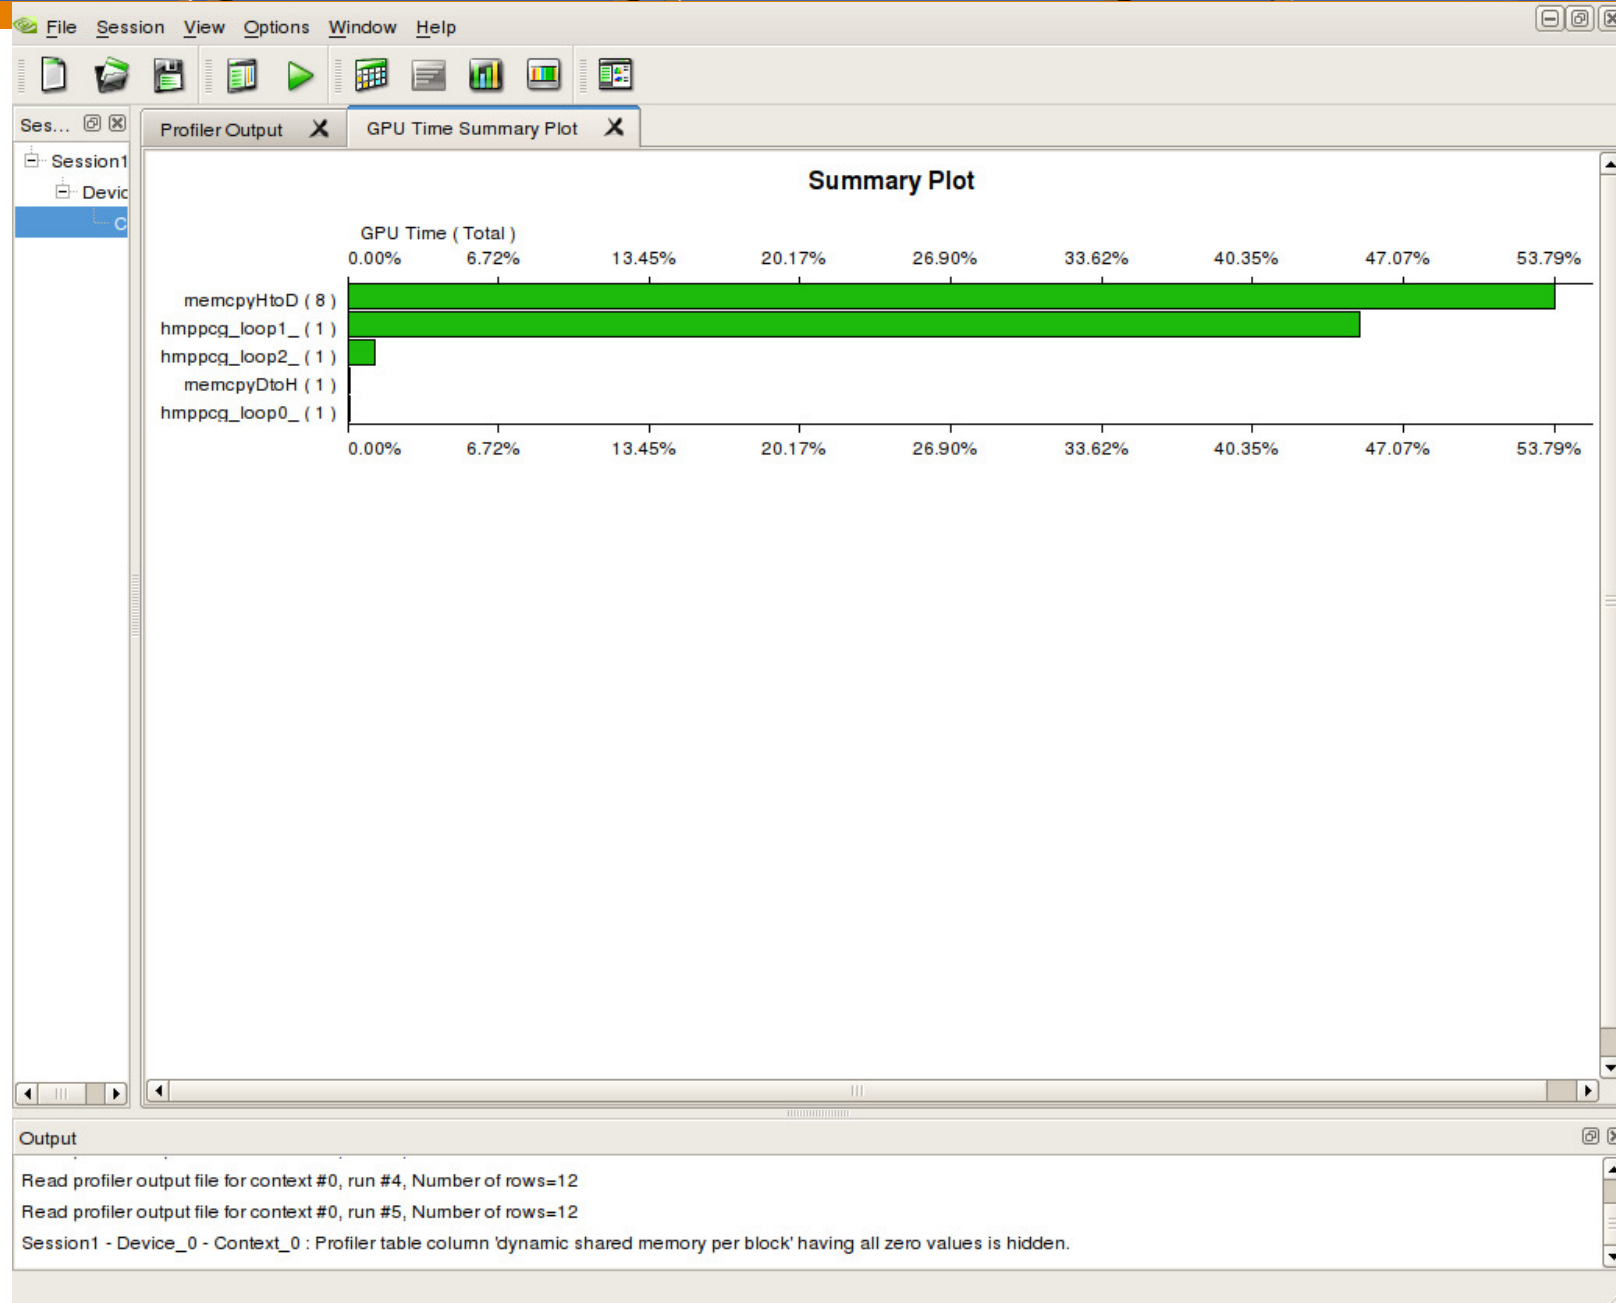 File Session View Options Window Help
Ses...
Profiler Output
GPU Time Summary Plot
Session1
Devic
C
Summary Plot
GPU Time ( Total )
0.00% 6.72% 13.45% 20.17% 26.90% 33.62% 40.35% 47.07% 53.79%
memcpyHtoD ( 8 )
hmppcg_loop1_ ( 1 )
hmppcg_loop2_ ( 1 )
memcpyDtoH ( 1 )
hmppcg_loop0_ ( 1 )
0.00% 6.72% 13.45% 20.17% 26.90% 33.62% 40.35% 47.07% 53.79%
Output
Read profiler output file for context #0, run #4, Number of rows=12
Read profiler output file for context #0, run #5, Number of rows=12
Session1 - Device_0 - Context_0 : Profiler table column 'dynamic shared memory per block' having all zero values is hidden.